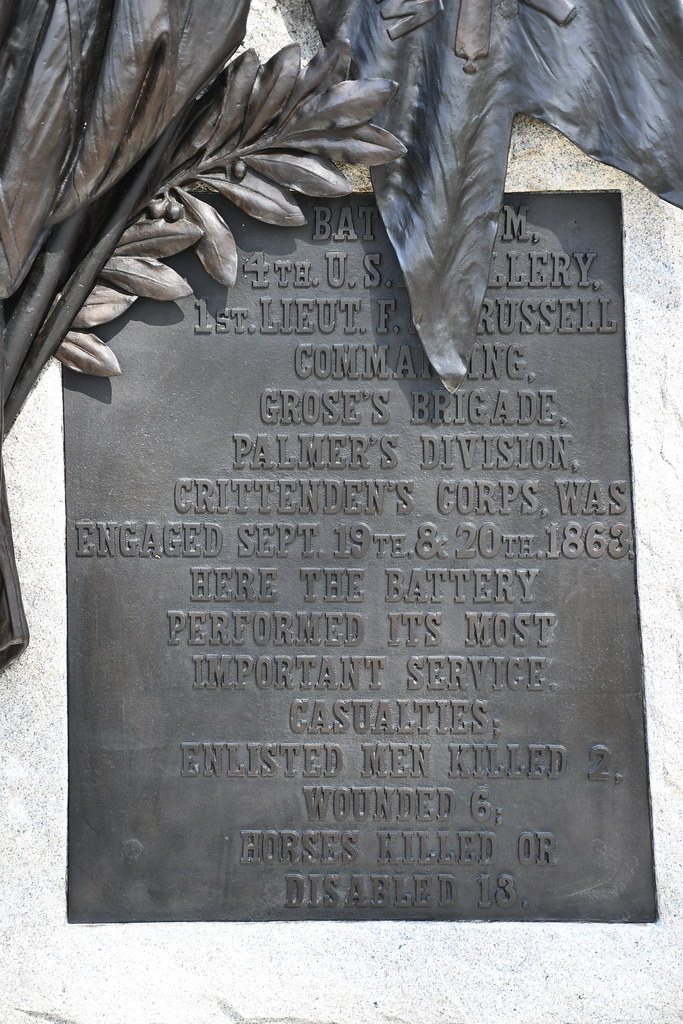 BAT M,
4TH. U.S. LLERY,
1ST. LIEUT. F. RUSSELL
COMMA ING,
GROSE'S BRIGADE,
PALMER'S DIVISION,
CRITTENDEN'S CORPS, WAS
ENGAGED SEPT. 19TH. & 20TH. 1863.
HERE THE BATTERY
PERFORMED ITS MOST
IMPORTANT SERVICE.
CASUALTIES;
ENLISTED MEN KILLED 2,
WOUNDED 6;
HORSES KILLED OR
DISABLED 13.